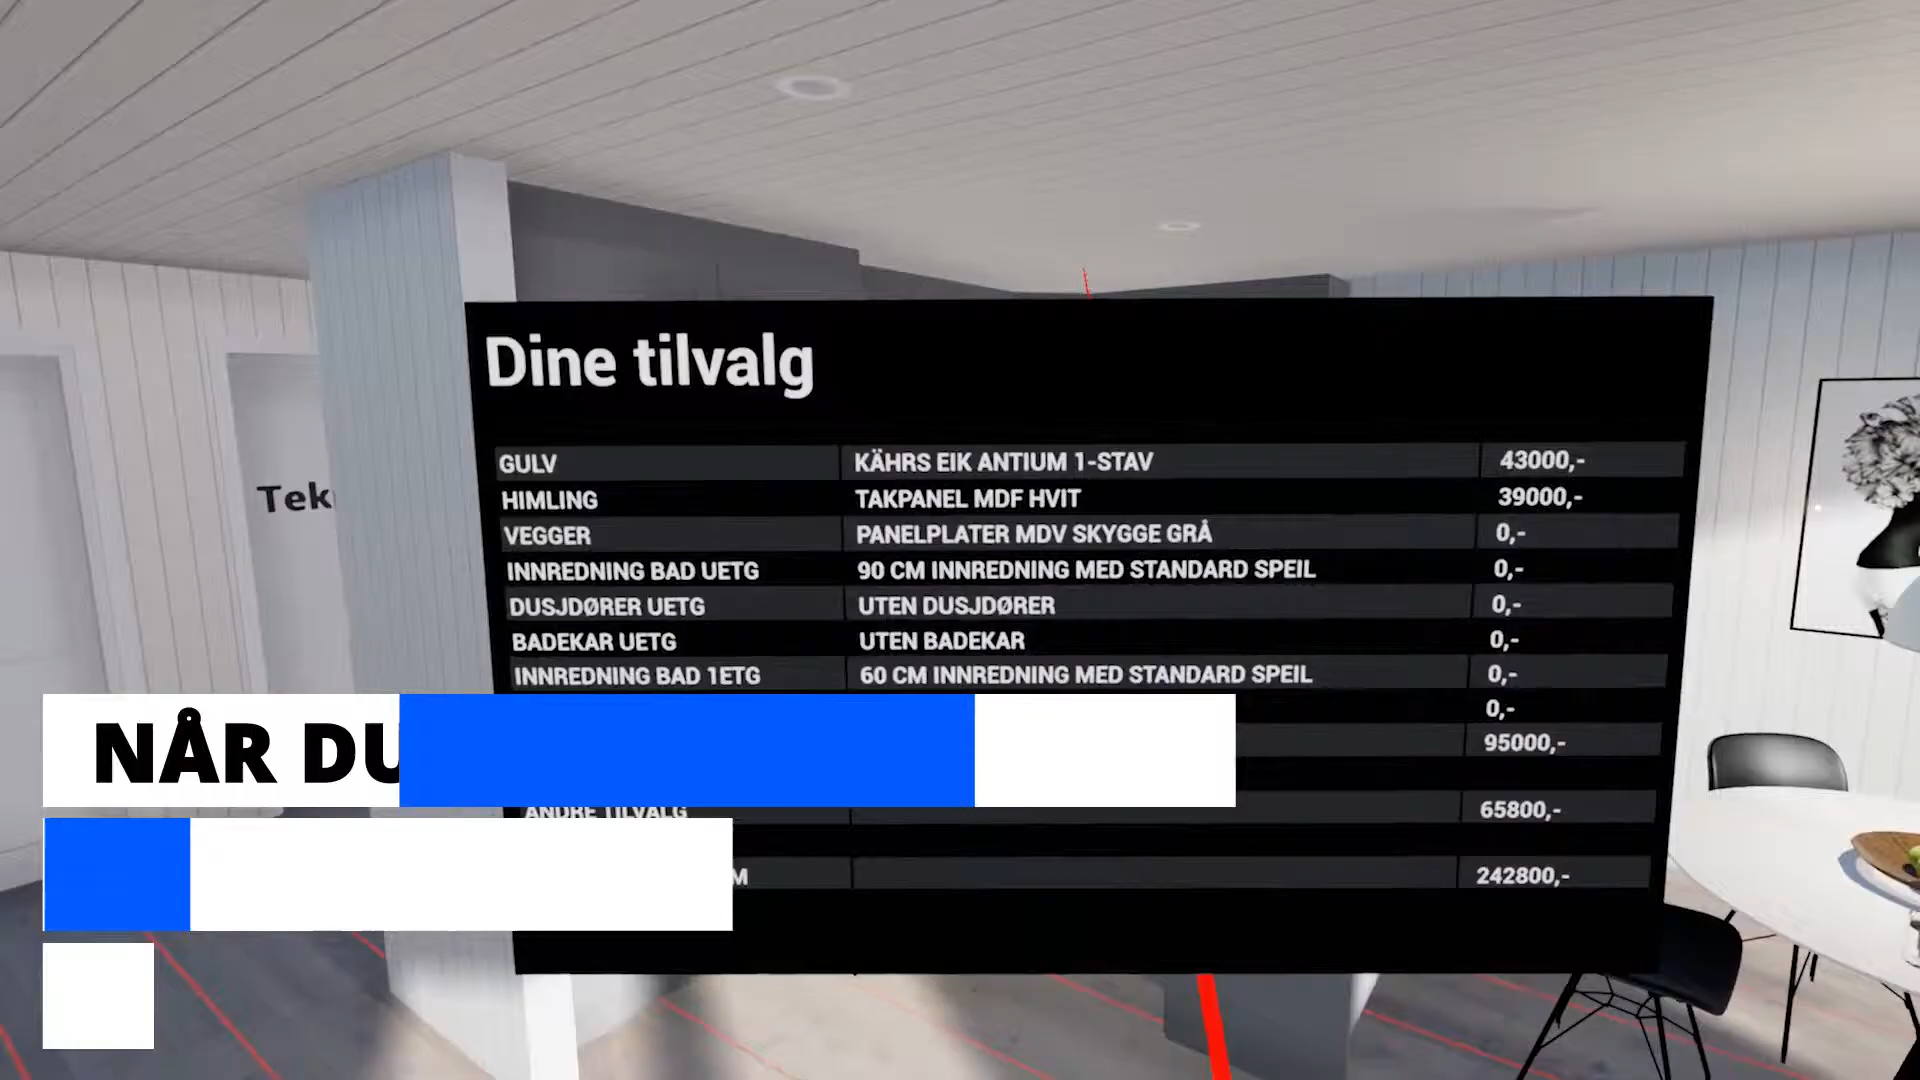 Dine tilvalg
GULV KÄHRS EIK ANTIUM 1-STAV 43000,-
HIMLING TAKPANEL MDF HVIT 39000,-
VEGGER PANELPLATER MDV SKYGGE GRÅ 0,-
Tek
INNREDNING BAD UETG 90 CM INNREDNING MED STANDARD SPEIL 0,-
DUSJDØRER UETG UTEN DUSJDØRER 0,-
BADEKAR UETG UTEN BADEKAR 0,-
INNREDNING BAD 1ETG 60 CM INNREDNING MED STANDARD SPEIL 0,-
0,-
95000,-
NÅR DU
ANDRE TILVALG 65800,-
M 242800,-